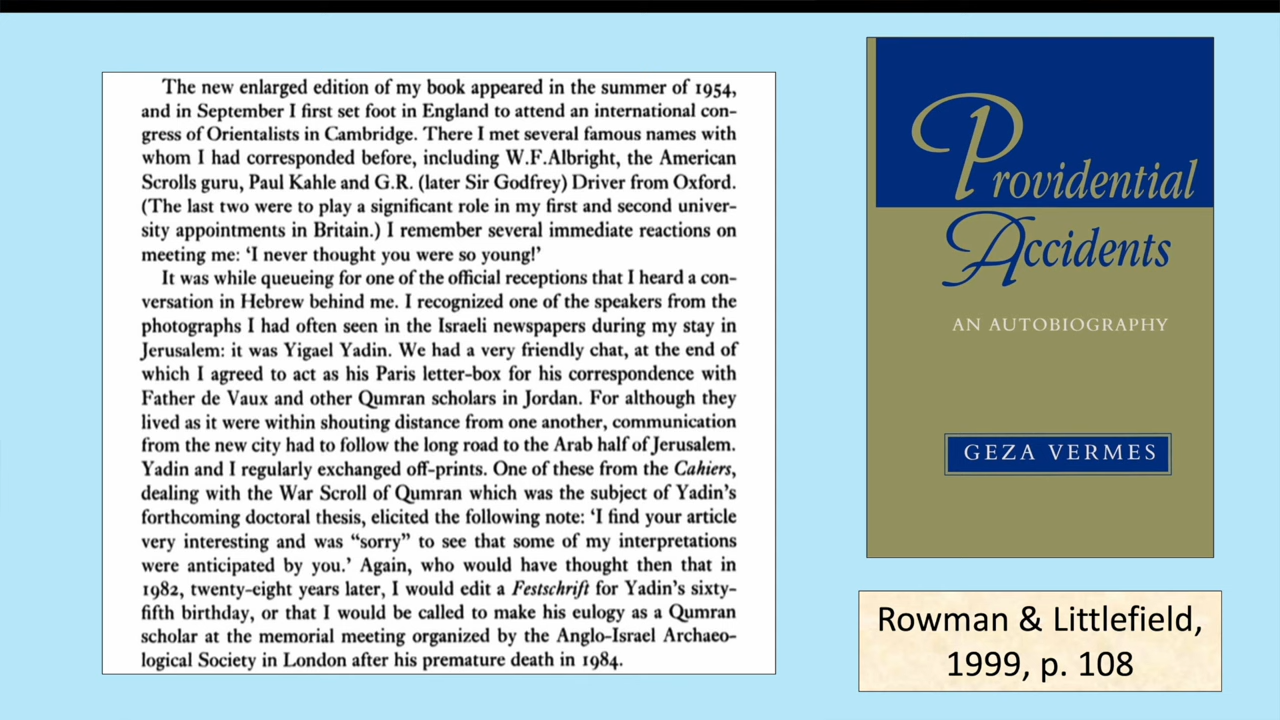 The new enlarged edition of my book appeared in the summer of 1954,
and in September I first set foot in England to attend an international con-
gress of Orientalists in Cambridge. There I met several famous names with
whom I had corresponded before, including W.F.Albright, the American
Scrolls guru, Paul Kahle and G.R. (later Sir Godfrey) Driver from Oxford.
(The last two were to play a significant role in my first and second univer-
sity appointments in Britain.) I remember several immediate reactions on
meeting me: ‘I never thought you were so young!’
It was while queueing for one of the official receptions that I heard a con-
versation in Hebrew behind me. I recognized one of the speakers from the
photographs I had often seen in the Israeli newspapers during my stay in
Jerusalem: it was Yigael Yadin. We had a very friendly chat, at the end of
which I agreed to act as his Paris letter-box for his correspondence with
Father de Vaux and other Qumran scholars in Jordan. For although they
lived as it were within shouting distance from one another, communication
from the new city had to follow the long road to the Arab half of Jerusalem.
Yadin and I regularly exchanged off-prints. One of these from the Cahiers,
dealing with the War Scroll of Qumran which was the subject of Yadin’s
forthcoming doctoral thesis, elicited the following note: ‘I find your article
very interesting and was “sorry” to see that some of my interpretations
were anticipated by you.’ Again, who would have thought then that in
1982, twenty-eight years later, I would edit a Festschrift for Yadin’s sixty-
fifth birthday, or that I would be called to make his eulogy as a Qumran
scholar at the memorial meeting organized by the Anglo-Israel Archaeo-
logical Society in London after his premature death in 1984.
Providential
Accidents
AN AUTOBIOGRAPHY
GEZA VERMES
Rowman & Littlefield,
1999, p. 108